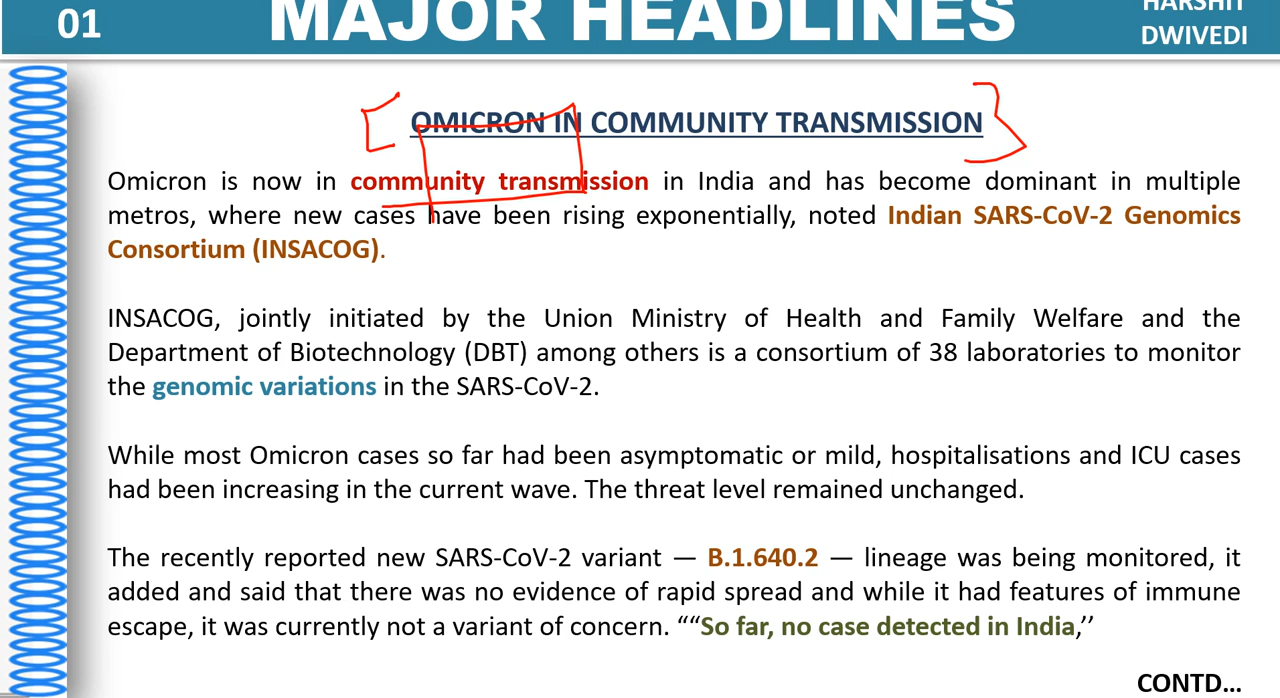 01
MAJOR HEADLINES
HARSHIT
DWIVEDI
OMICRON IN COMMUNITY TRANSMISSION
Omicron is now in community transmission in India and has become dominant in multiple
metros, where new cases have been rising exponentially, noted Indian SARS-CoV-2 Genomics
Consortium (INSACOG).
INSACOG, jointly initiated by the Union Ministry of Health and Family Welfare and the
Department of Biotechnology (DBT) among others is a consortium of 38 laboratories to monitor
the genomic variations in the SARS-CoV-2.
While most Omicron cases so far had been asymptomatic or mild, hospitalisations and ICU cases
had been increasing in the current wave. The threat level remained unchanged.
The recently reported new SARS-CoV-2 variant — B.1.640.2 — lineage was being monitored, it
added and said that there was no evidence of rapid spread and while it had features of immune
escape, it was currently not a variant of concern. ““So far, no case detected in India,’’
CONTD...